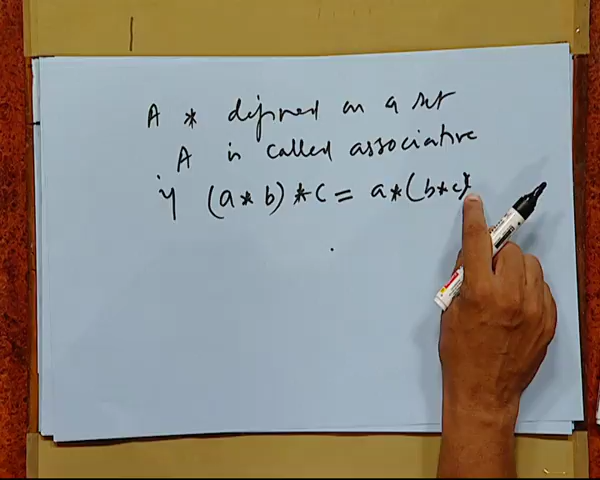 A * defined on a set
A is called associative
if (a * b) * c = a * (b * c)